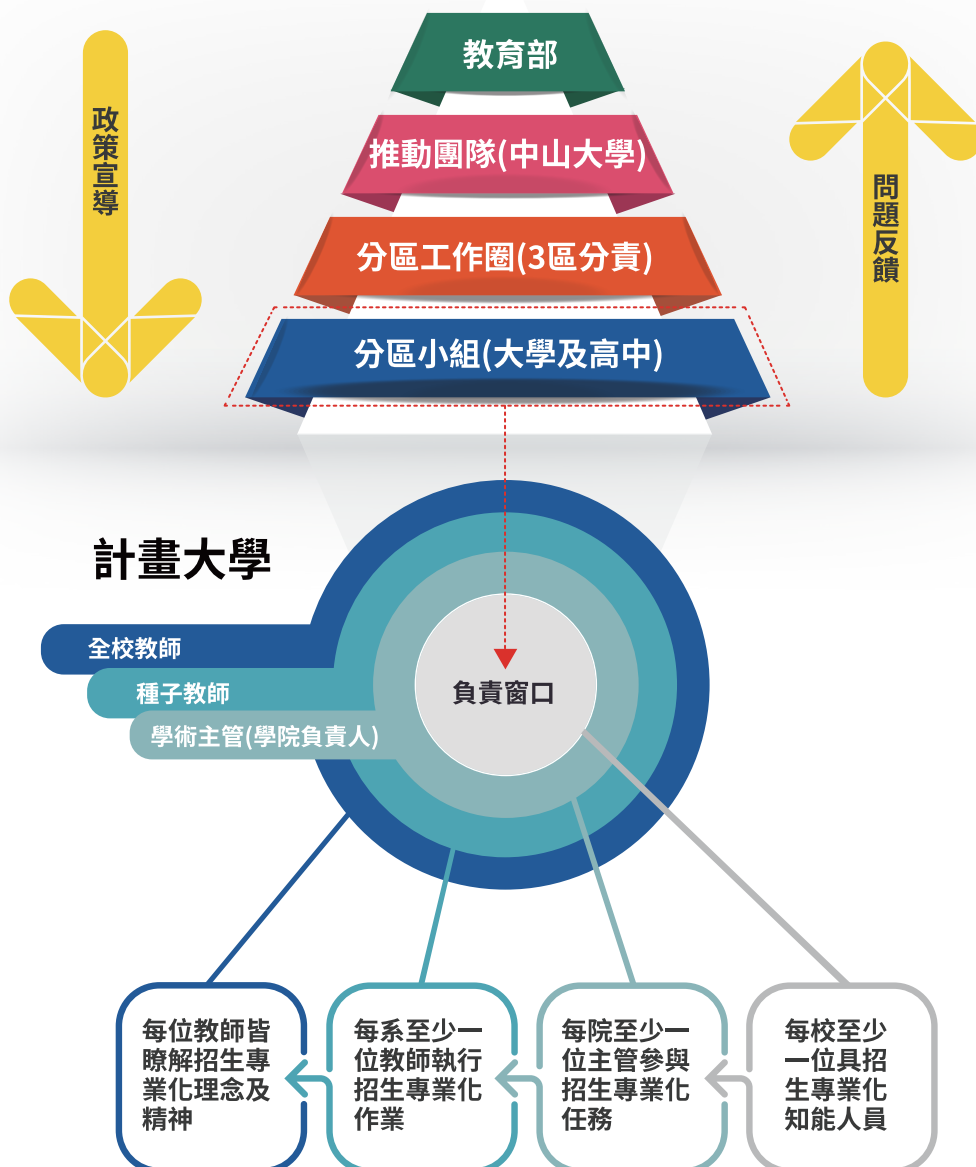 教育部
推動團隊(中山大學)
分區工作圈(3區分責)
分區小組(大學及高中)
政策宣導
問題反饋
計畫大學
全校教師
種子教師
學術主管(學院負責人)
負責窗口
每位教師皆
瞭解招生專
業化理念及
精神
每系至少一
位教師執行
招生專業化
作業
每院至少一
位主管參與
招生專業化
任務
每校至少
一位具招
生專業化
知能人員